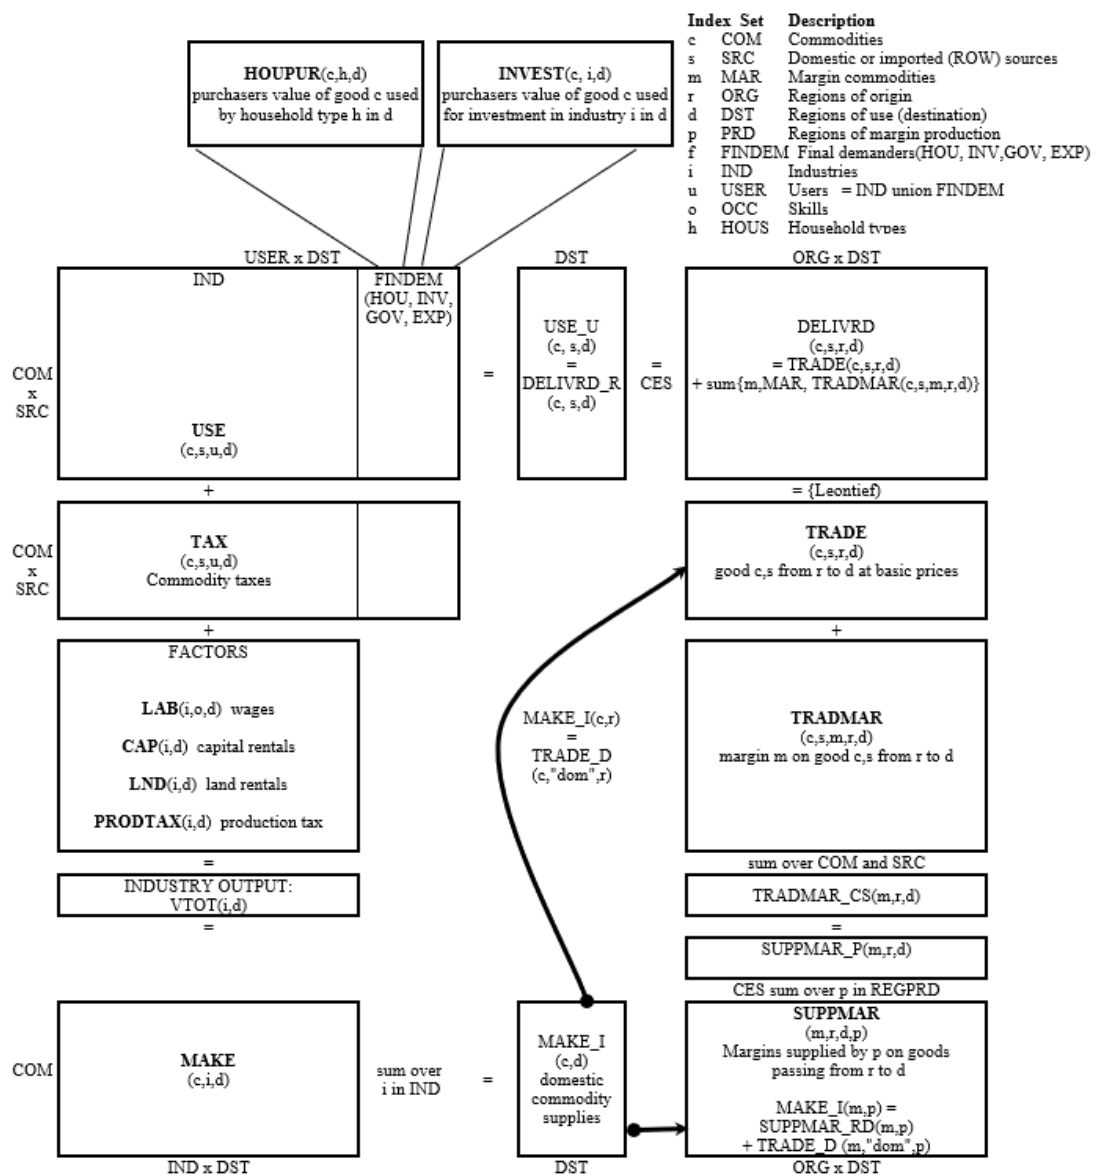 Index Set Description
c COM Commodities
s SRC Domestic or imported (ROW) sources
m MAR Margin commodities
r ORG Regions of origin
d DST Regions of use (destination)
p PRD Regions of margin production
f FINDEM Final demanders(HOU, INV,GOV, EXP)
i IND Industries
u USER Users = IND union FINDEM
o OCC Skills
h HOUS Household types
HOUPUR(c,h,d)
purchasers value of good c used
by household type h in d
INVEST(c, i,d)
purchasers value of good c used
for investment in industry i in d
USER x DST
DST
ORG x DST
COM
x
SRC
IND
USE
(c,s,u,d)
FINDEM
(HOU, INV,
GOV, EXP)
=
USE_U
(c, s,d)
=
DELIVRD_R
(c, s,d)
=
CES
DELIVRD
(c,s,r,d)
= TRADE(c,s,r,d)
+ sum{m,MAR, TRADMAR(c,s,m,r,d)}
+
= {Leontief)
COM
x
SRC
TAX
(c,s,u,d)
Commodity taxes
TRADE
(c,s,r,d)
good c,s from r to d at basic prices
+
+
FACTORS
LAB(i,o,d) wages
CAP(i,d) capital rentals
LND(i,d) land rentals
PRODTAX(i,d) production tax
MAKE_I(c,r)
=
TRADE_D
(c,"dom",r)
TRADMAR
(c,s,m,r,d)
margin m on good c,s from r to d
=
sum over COM and SRC
INDUSTRY OUTPUT:
VTOT(i,d)
TRADMAR_CS(m,r,d)
=
=
SUPPMAR_P(m,r,d)
CES sum over p in REGPRD
COM
MAKE
(c,i,d)
sum over
i in IND
=
MAKE_I
(c,d)
domestic
commodity
supplies
SUPPMAR
(m,r,d,p)
Margins supplied by p on goods
passing from r to d
MAKE_I(m,p) =
SUPPMAR_RD(m,p)
+ TRADE_D (m,"dom",p)
IND x DST
DST
ORG x DST